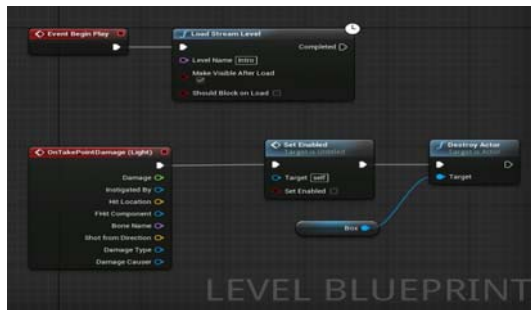 Event Begin Play
Load Stream Level
Completed
Level Name Intro
Make Visible After Load
Should Block on Load
OnTakePointDamage (Light)
Damage
Instigated By
Hit Location
FHit Component
Bone Name
Shot from Direction
Damage Type
Damage Causer
Set Enabled
Target is
Target self
Set Enabled
Destroy Actor
Target is Actor
Target
Box
LEVEL BLUEPRINT